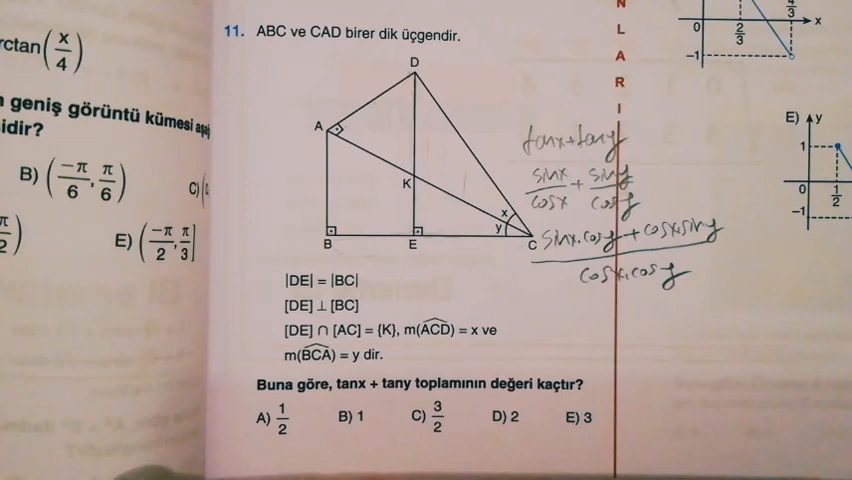 arctan(x/4)
geniş görüntü kümesi aşağı
idir?
B) (-π/6, π/6)
C)
π/2)
E) (-π/2, π/3]
11. ABC ve CAD birer dik üçgendir.
D
A
K
x
y
B
E
C
|DE| = |BC|
[DE] ⊥ [BC]
[DE] ∩ [AC] = {K}, m(ACD) = x ve
m(BCA) = y dir.
Buna göre, tanx + tany toplamının değeri kaçtır?
A) 1/2 B) 1 C) 3/2 D) 2 E) 3
tanx+tany
sinx/cosx + siny/cosy
sinx.cosy+cosx.siny
cosx.cosy
N
L
A
R
I
0 2/3 4/3 x
-1
E) y
1
0 1/2
-1